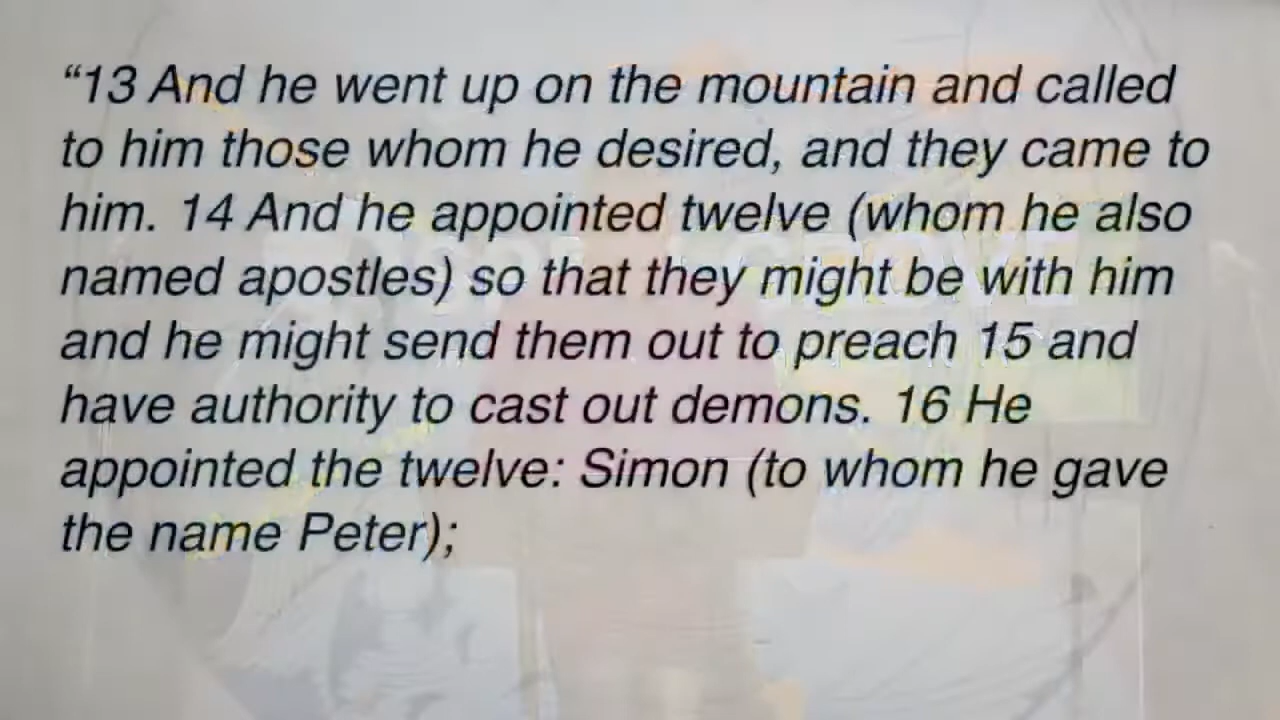 “13 And he went up on the mountain and called
to him those whom he desired, and they came to
him. 14 And he appointed twelve (whom he also
named apostles) so that they might be with him
and he might send them out to preach 15 and
have authority to cast out demons. 16 He
appointed the twelve: Simon (to whom he gave
the name Peter);